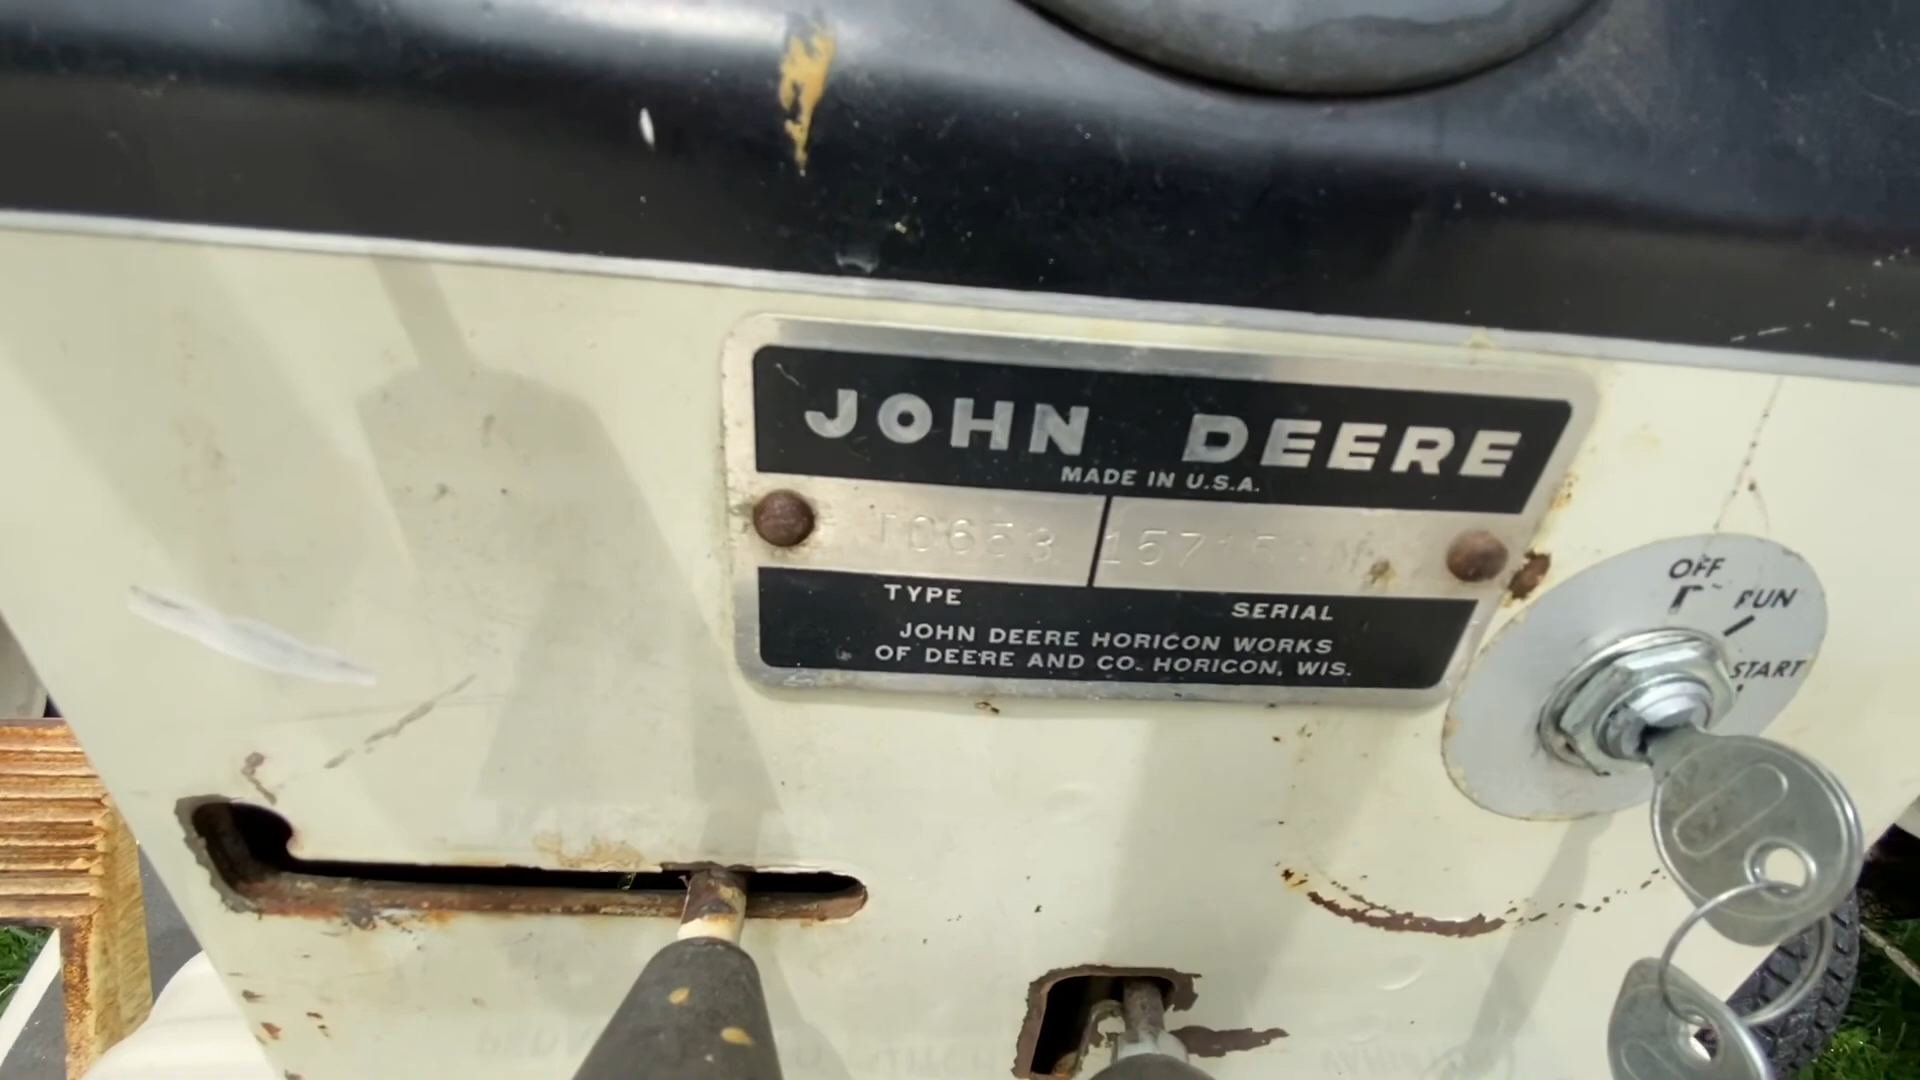 JOHN DEERE
MADE IN U.S.A.
T0653
TYPE SERIAL
JOHN DEERE HORICON WORKS
OF DEERE AND CO. HORICON, WIS.
OFF
RUN
START